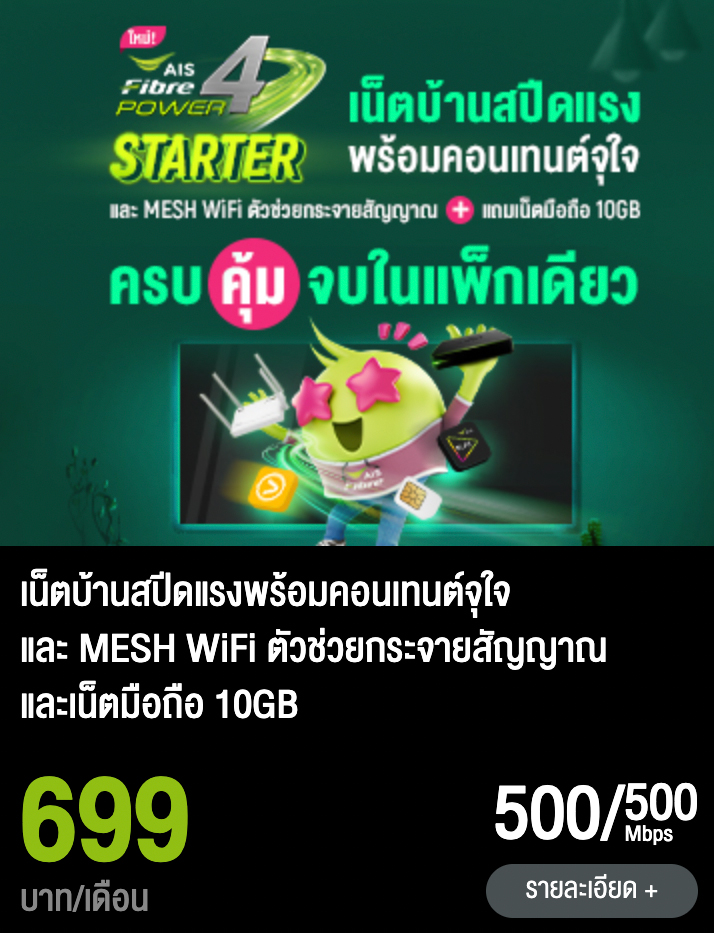 ใหม่!
AIS
Fibre
POWER 4
STARTER
เน็ตบ้านสปีดแรง
พร้อมคอนเทนต์จุใจ
และ MESH WiFi ตัวช่วยกระจายสัญญาณ + แถมเน็ตมือถือ 10GB
ครบ คุ้ม จบในแพ็กเดียว
AIS
Fibre
PLAY
เน็ตบ้านสปีดแรงพร้อมคอนเทนต์จุใจ
และ MESH WiFi ตัวช่วยกระจายสัญญาณ
และเน็ตมือถือ 10GB
699
บาท/เดือน
500/500
Mbps
รายละเอียด +